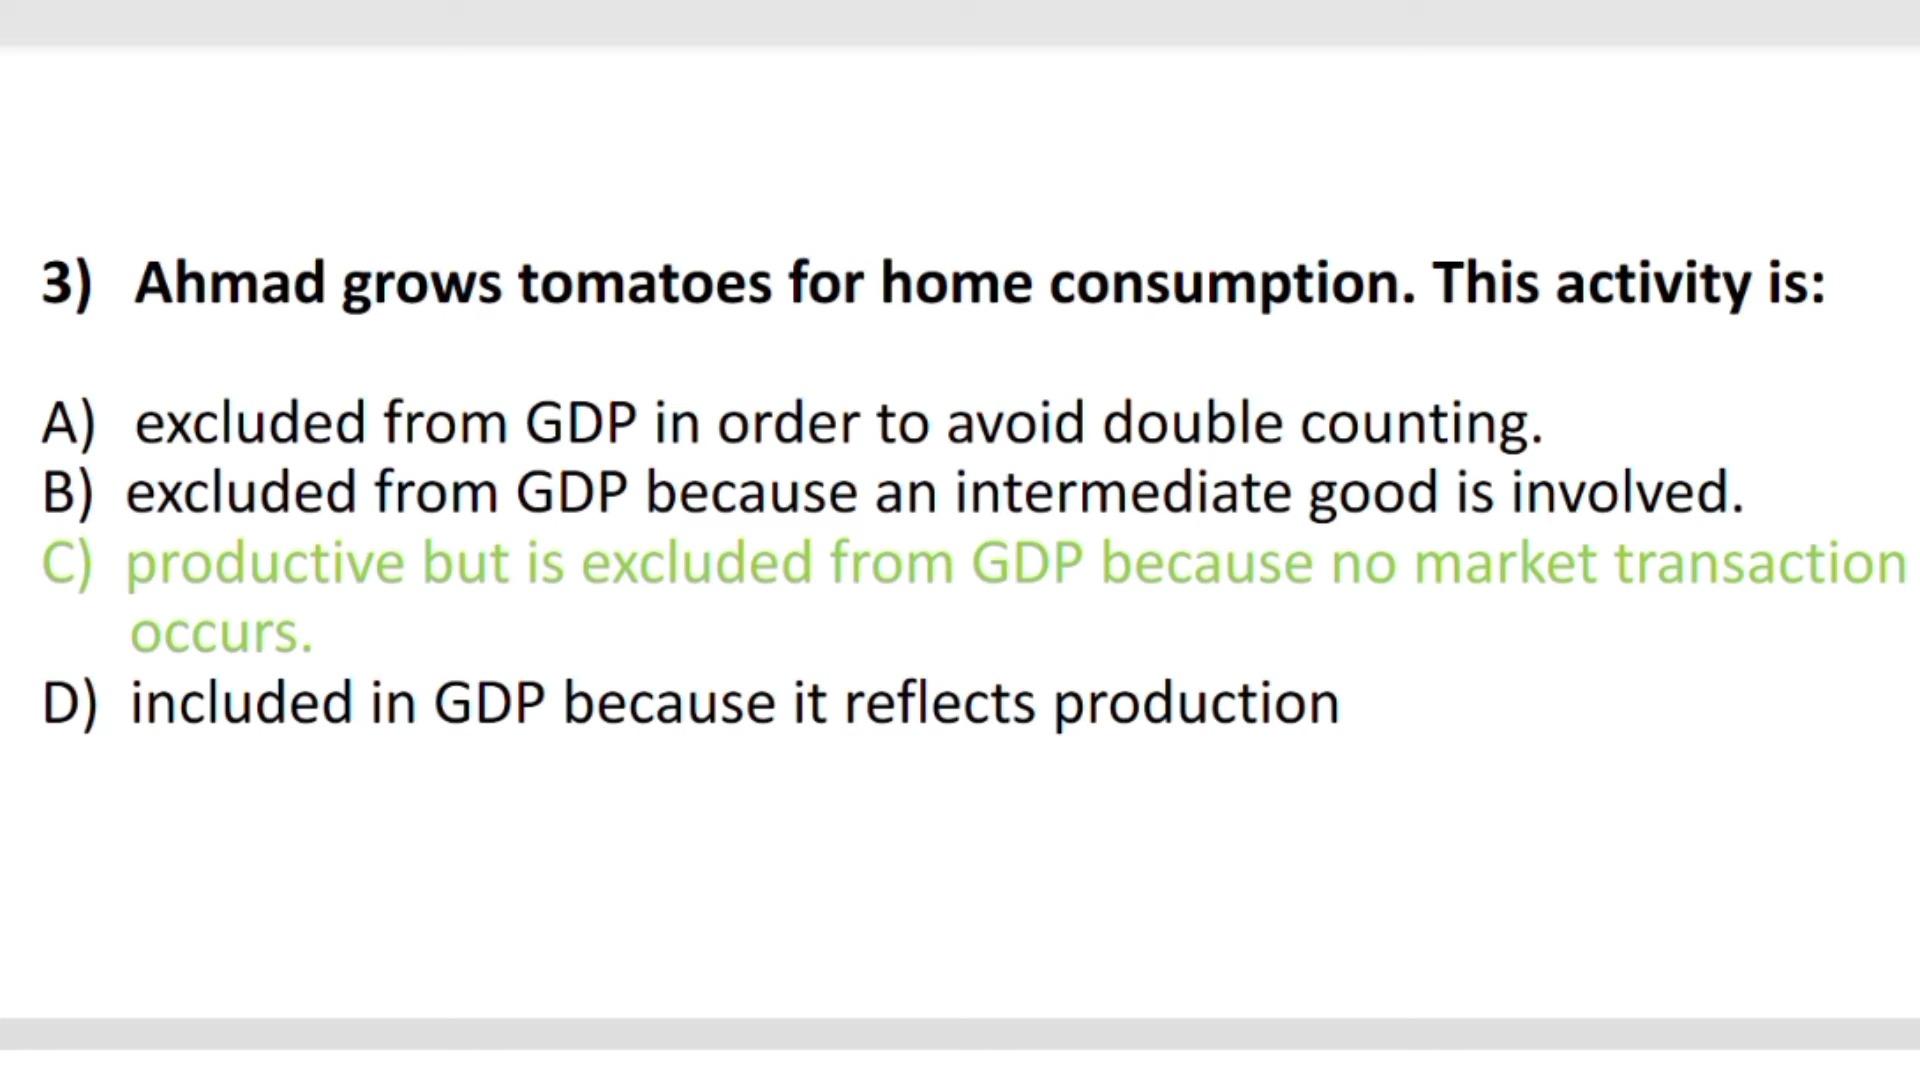 3) Ahmad grows tomatoes for home consumption. This activity is:
A) excluded from GDP in order to avoid double counting.
B) excluded from GDP because an intermediate good is involved.
C) productive but is excluded from GDP because no market transaction
occurs.
D) included in GDP because it reflects production